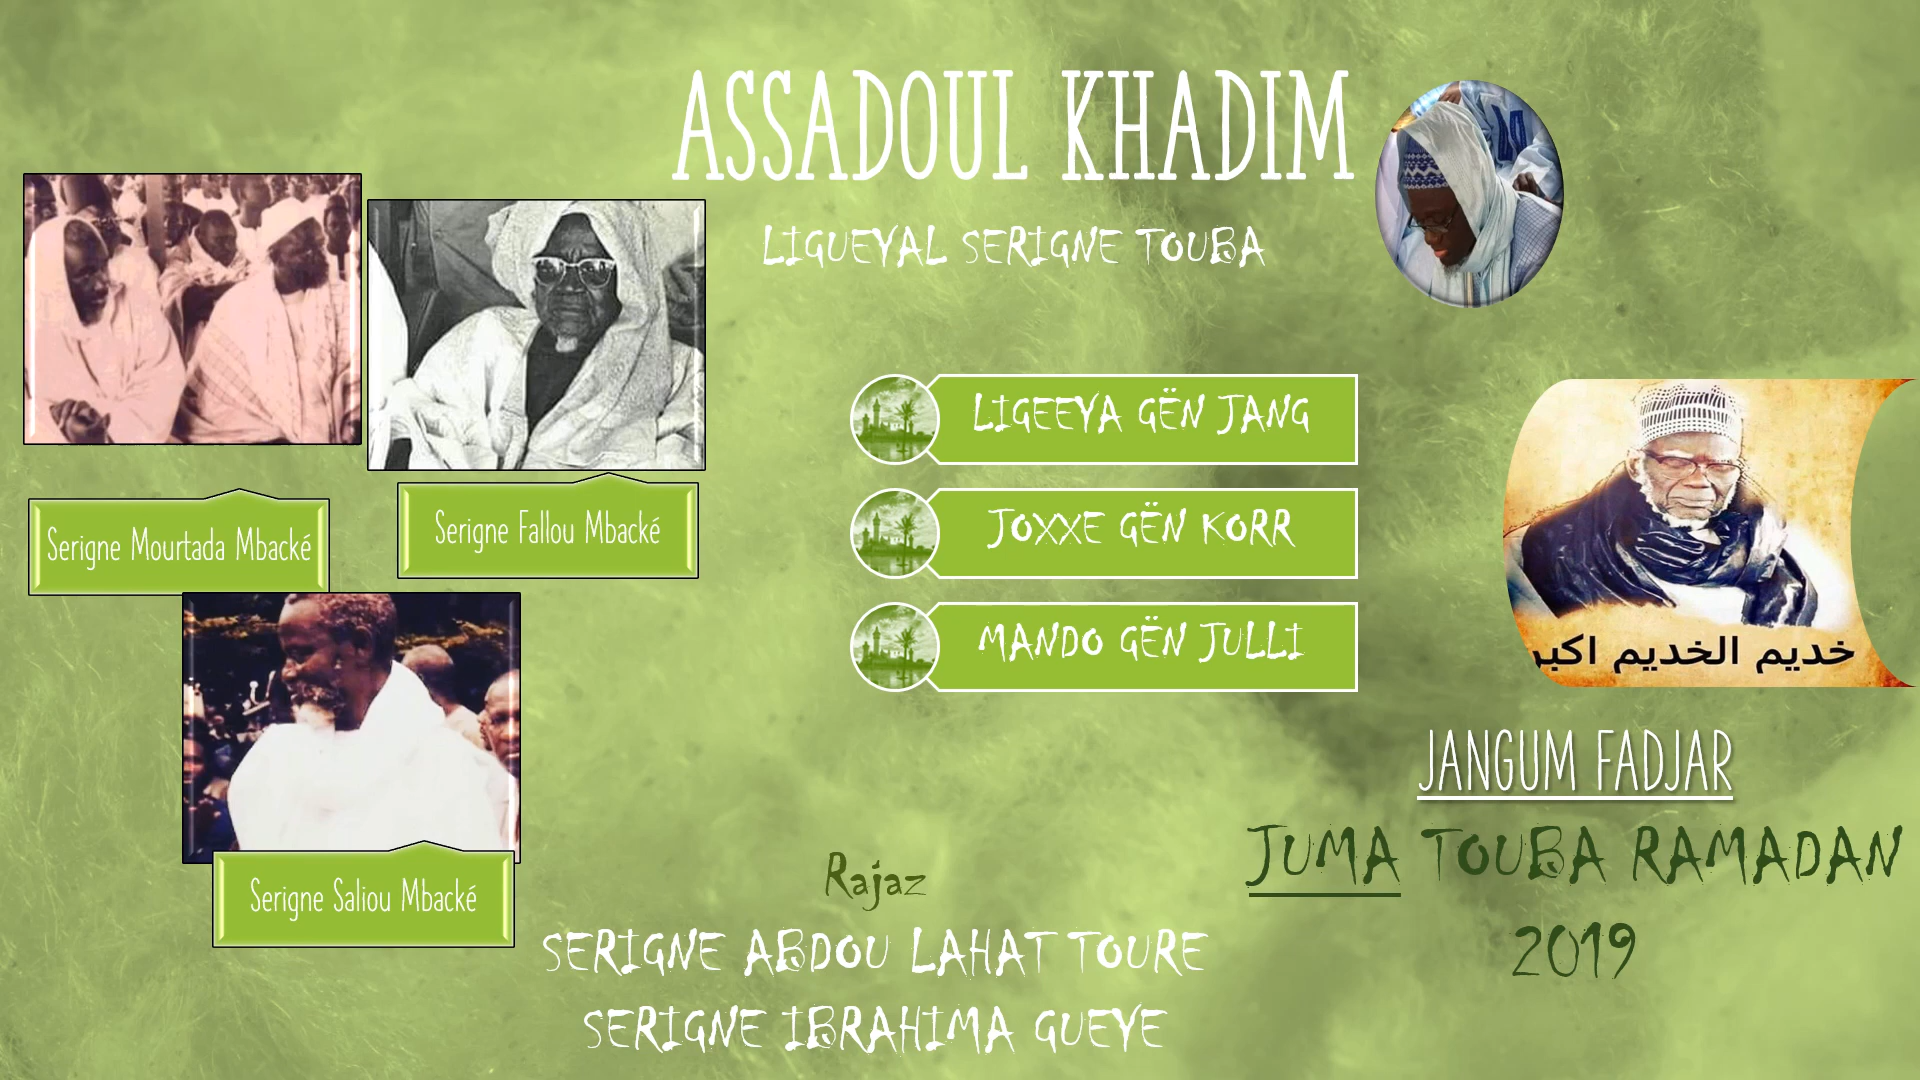 ASSADOUL KHADIM
LIGUEYAL SERIGNE TOUBA
Serigne Mourtada Mbacké
Serigne Fallou Mbacké
Serigne Saliou Mbacké
LIGEEYA GËN JANG
JOXXE GËN KORR
MANDO GËN JULLI
خديم الخديم اكبر
JANGUM FADJAR
JUMA TOUBA RAMADAN
2019
Rajaz
SERIGNE ABDOU LAHAT TOURE
SERIGNE IBRAHIMA GUEYE